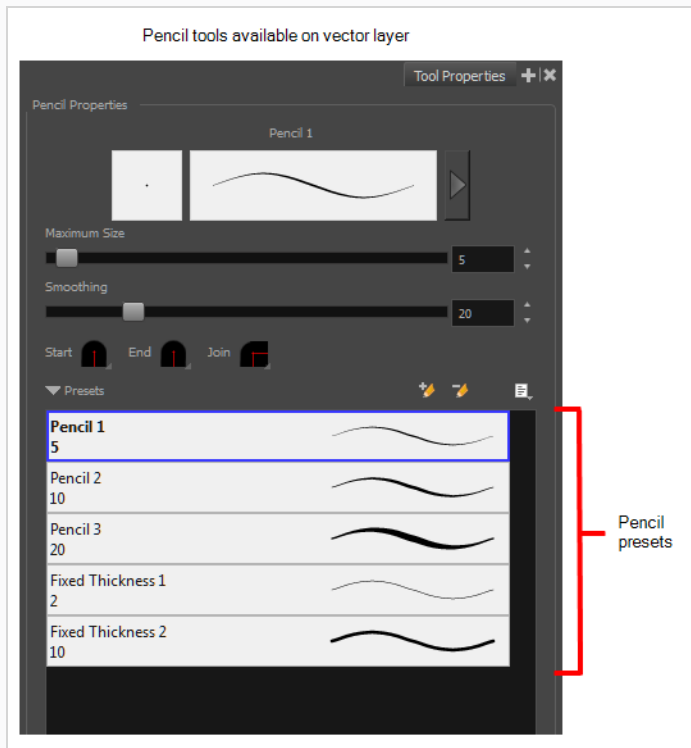 Pencil tools available on vector layer
Tool Properties
Pencil Properties
Pencil 1
Maximum Size
5
Smoothing
20
Start End Join
Presets
Pencil 1
5
Pencil 2
10
Pencil 3
20
Fixed Thickness 1
2
Fixed Thickness 2
10
Pencil
presets